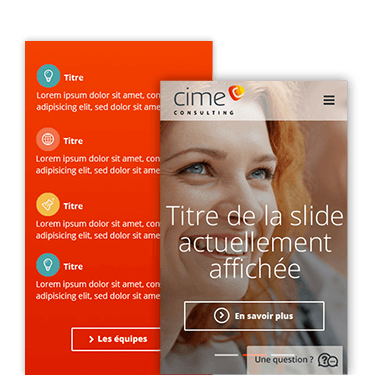 Titre
Lorem ipsum dolor sit amet, con
adipisicing elit, sed dolor sit ame
Titre
Lorem ipsum dolor sit amet, con
adipisicing elit, sed dolor sit ame
Titre
Lorem ipsum dolor sit amet, con
adipisicing elit, sed dolor sit ame
Titre
Lorem ipsum dolor sit amet, con
adipisicing elit, sed dolor sit ame
Les équipes
cime
CONSULTING
Titre de la slide
actuellement
affichée
En savoir plus
Une question ?